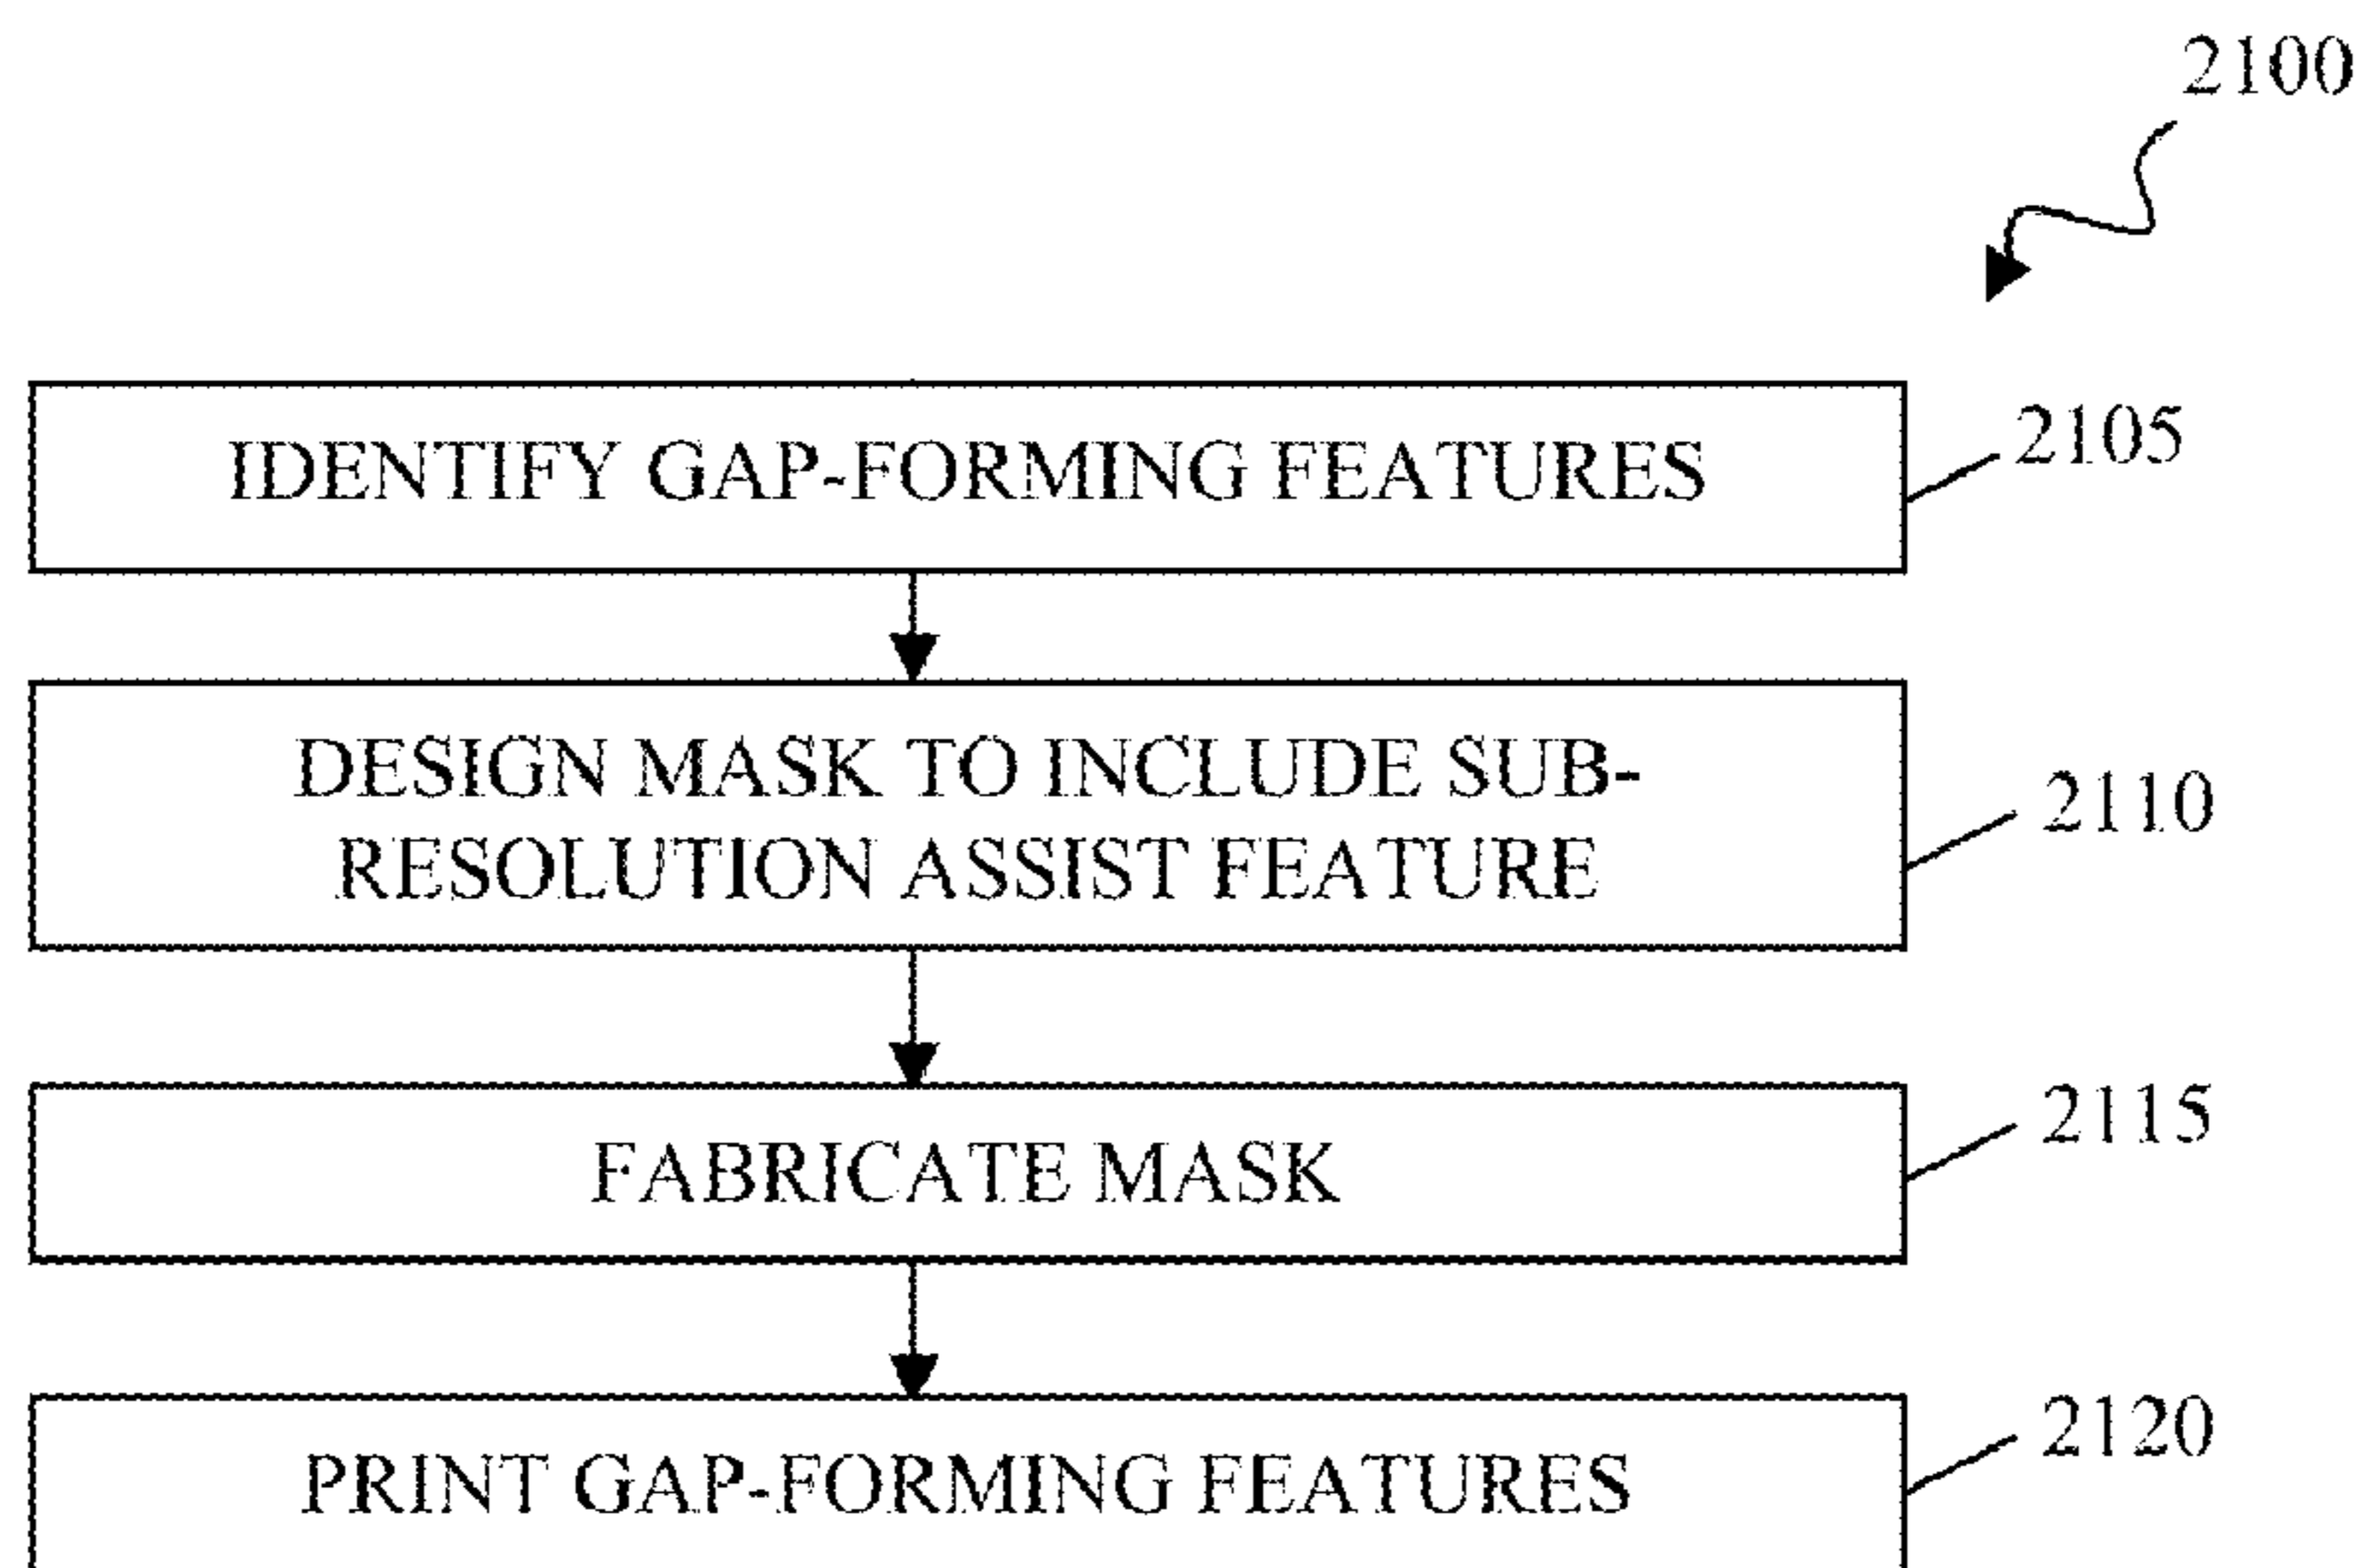 2100
IDENTIFY GAP-FORMING FEATURES
2105
DESIGN MASK TO INCLUDE SUB-
RESOLUTION ASSIST FEATURE
2110
FABRICATE MASK
2115
PRINT GAP-FORMING FEATURES
2120